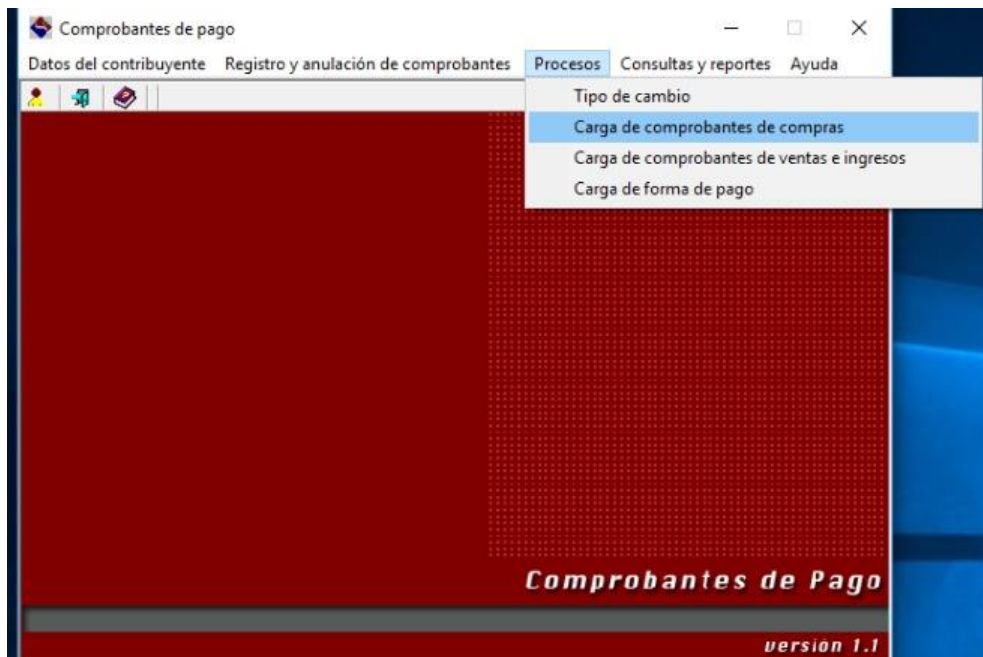 Comprobantes de pago
Datos del contribuyente Registro y anulación de comprobantes Procesos Consultas y reportes Ayuda
Tipo de cambio
Carga de comprobantes de compras
Carga de comprobantes de ventas e ingresos
Carga de forma de pago
Comprobantes de Pago
versión 1.1